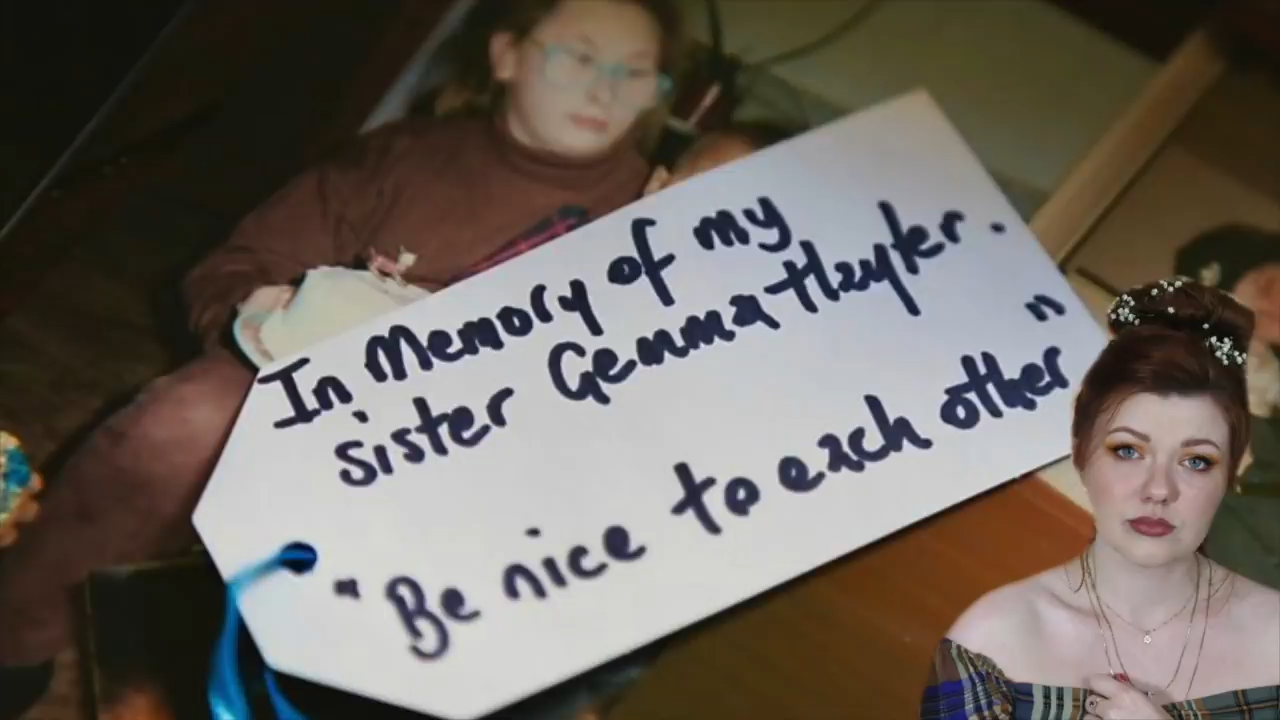 In Memory of my
sister Gemma Hayter.
"Be nice to each other"